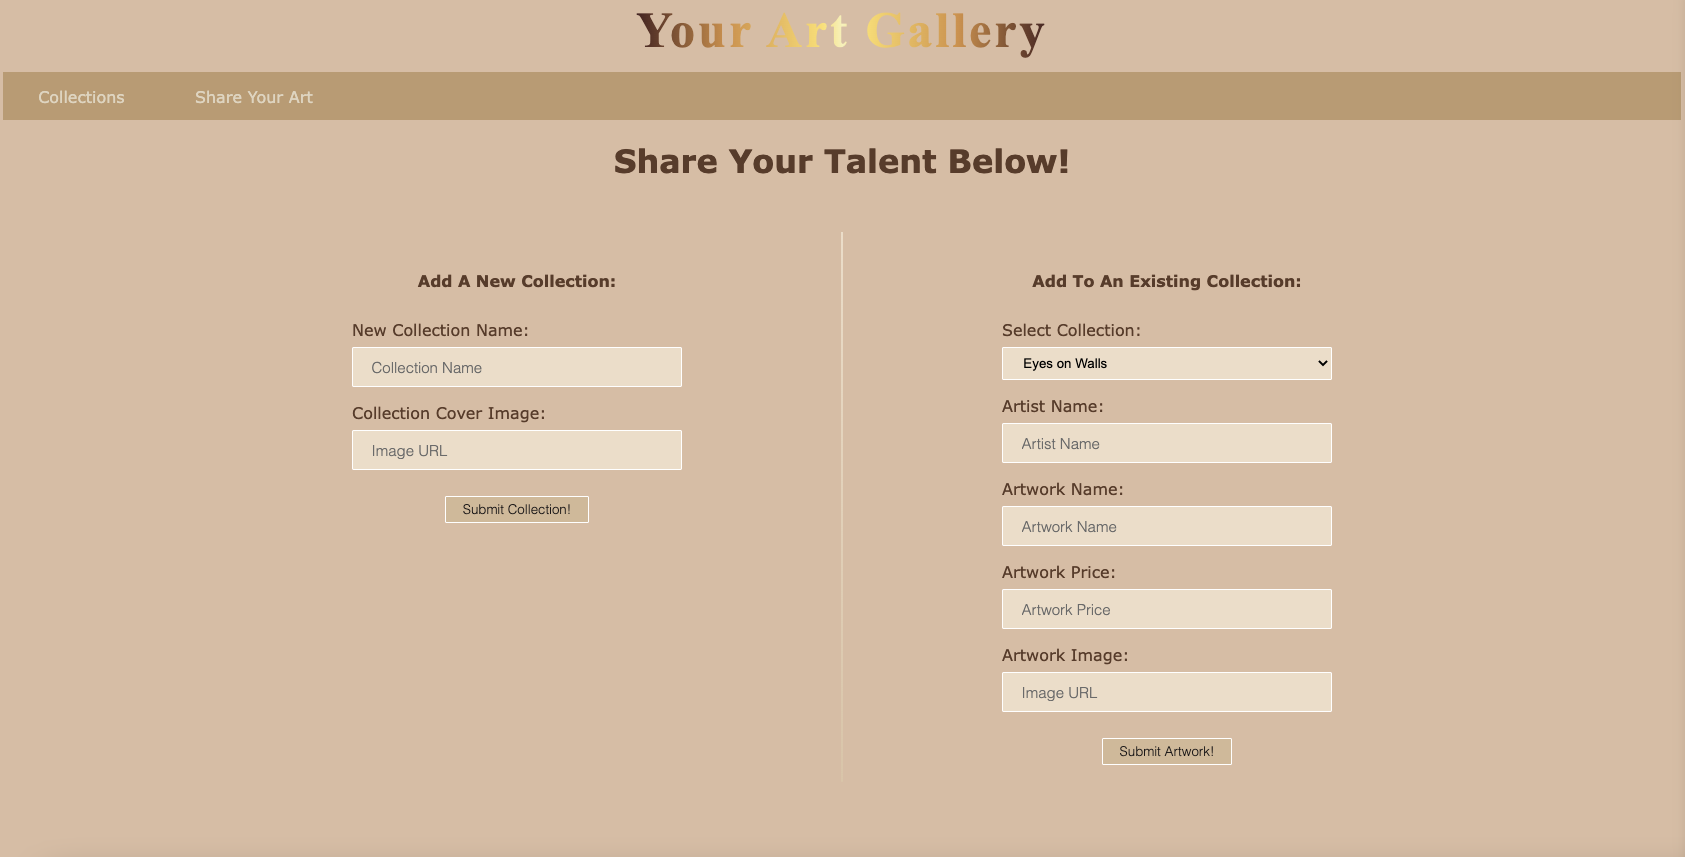 Your Art Gallery
Collections
Share Your Art
Share Your Talent Below!
Add A New Collection:
New Collection Name:
Collection Name
Collection Cover Image:
Image URL
Submit Collection!
Add To An Existing Collection:
Select Collection:
Eyes on Walls
Artist Name:
Artist Name
Artwork Name:
Artwork Name
Artwork Price:
Artwork Price
Artwork Image:
Image URL
Submit Artwork!